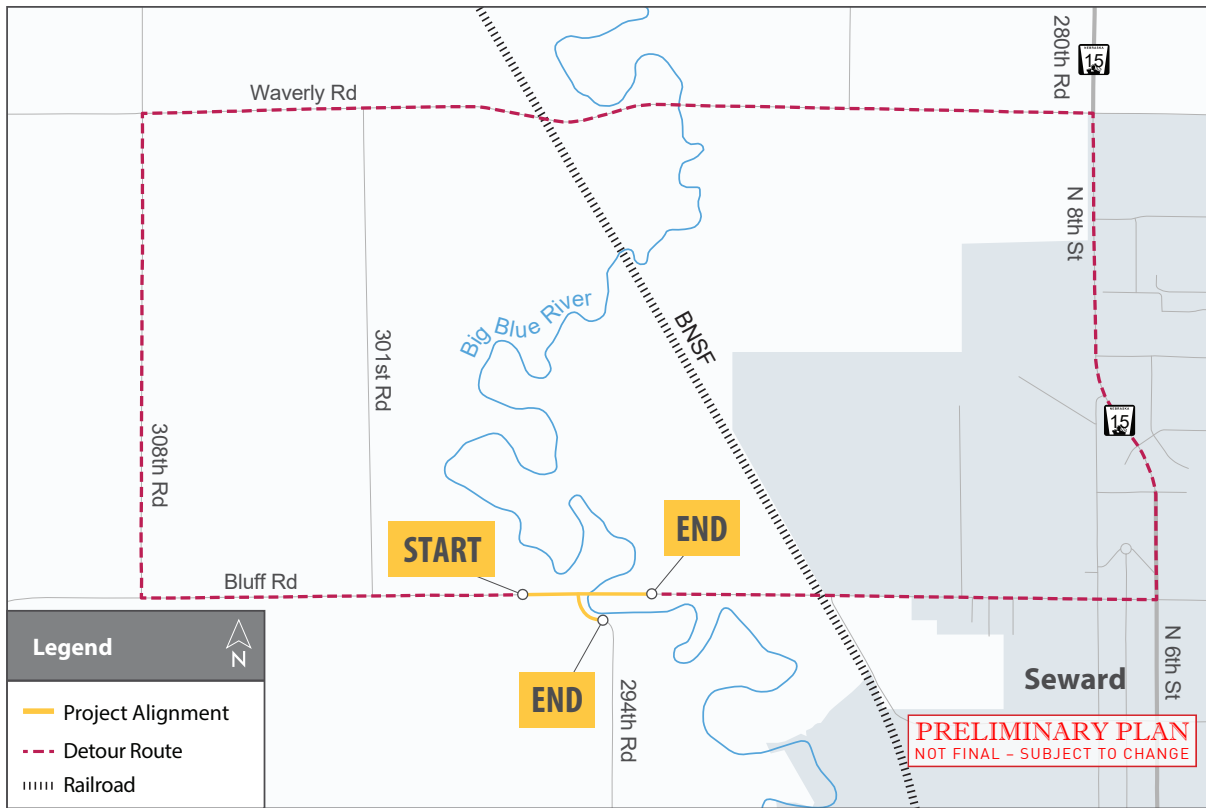 Waverly Rd
280th Rd
NEBRASKA
15
N 8th St
Big Blue River
BNSF
301st Rd
308th Rd
NEBRASKA
15
START
END
Bluff Rd
END
294th Rd
N 6th St
Seward
Legend
N
Project Alignment
Detour Route
Railroad
PRELIMINARY PLAN
NOT FINAL – SUBJECT TO CHANGE